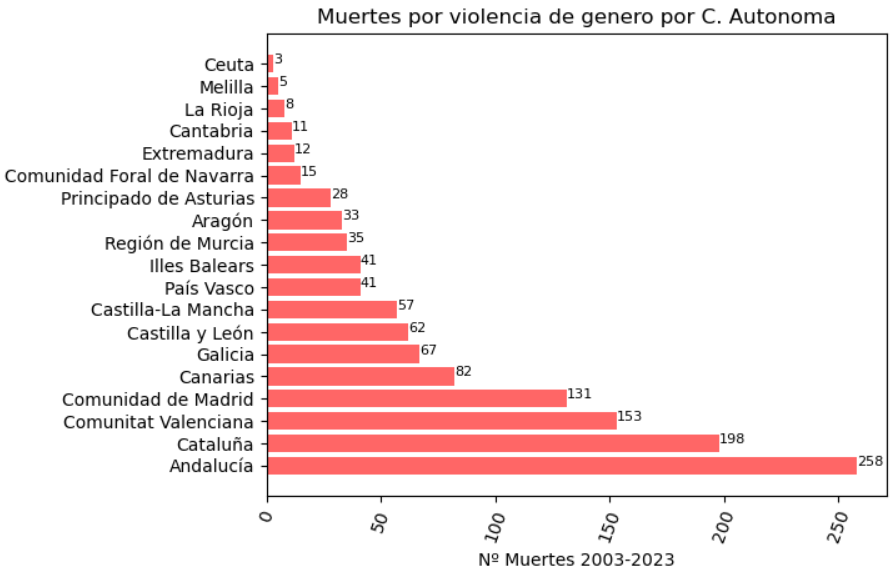 Muertes por violencia de genero por C. Autonoma
Ceuta 3
Melilla 5
La Rioja 8
Cantabria 11
Extremadura 12
Comunidad Foral de Navarra 15
Principado de Asturias 28
Aragón 33
Región de Murcia 35
Illes Balears 41
País Vasco 41
Castilla-La Mancha 57
Castilla y León 62
Galicia 67
Canarias 82
Comunidad de Madrid 131
Comunitat Valenciana 153
Cataluña 198
Andalucía 258
0 50 100 150 200 250
Nº Muertes 2003-2023